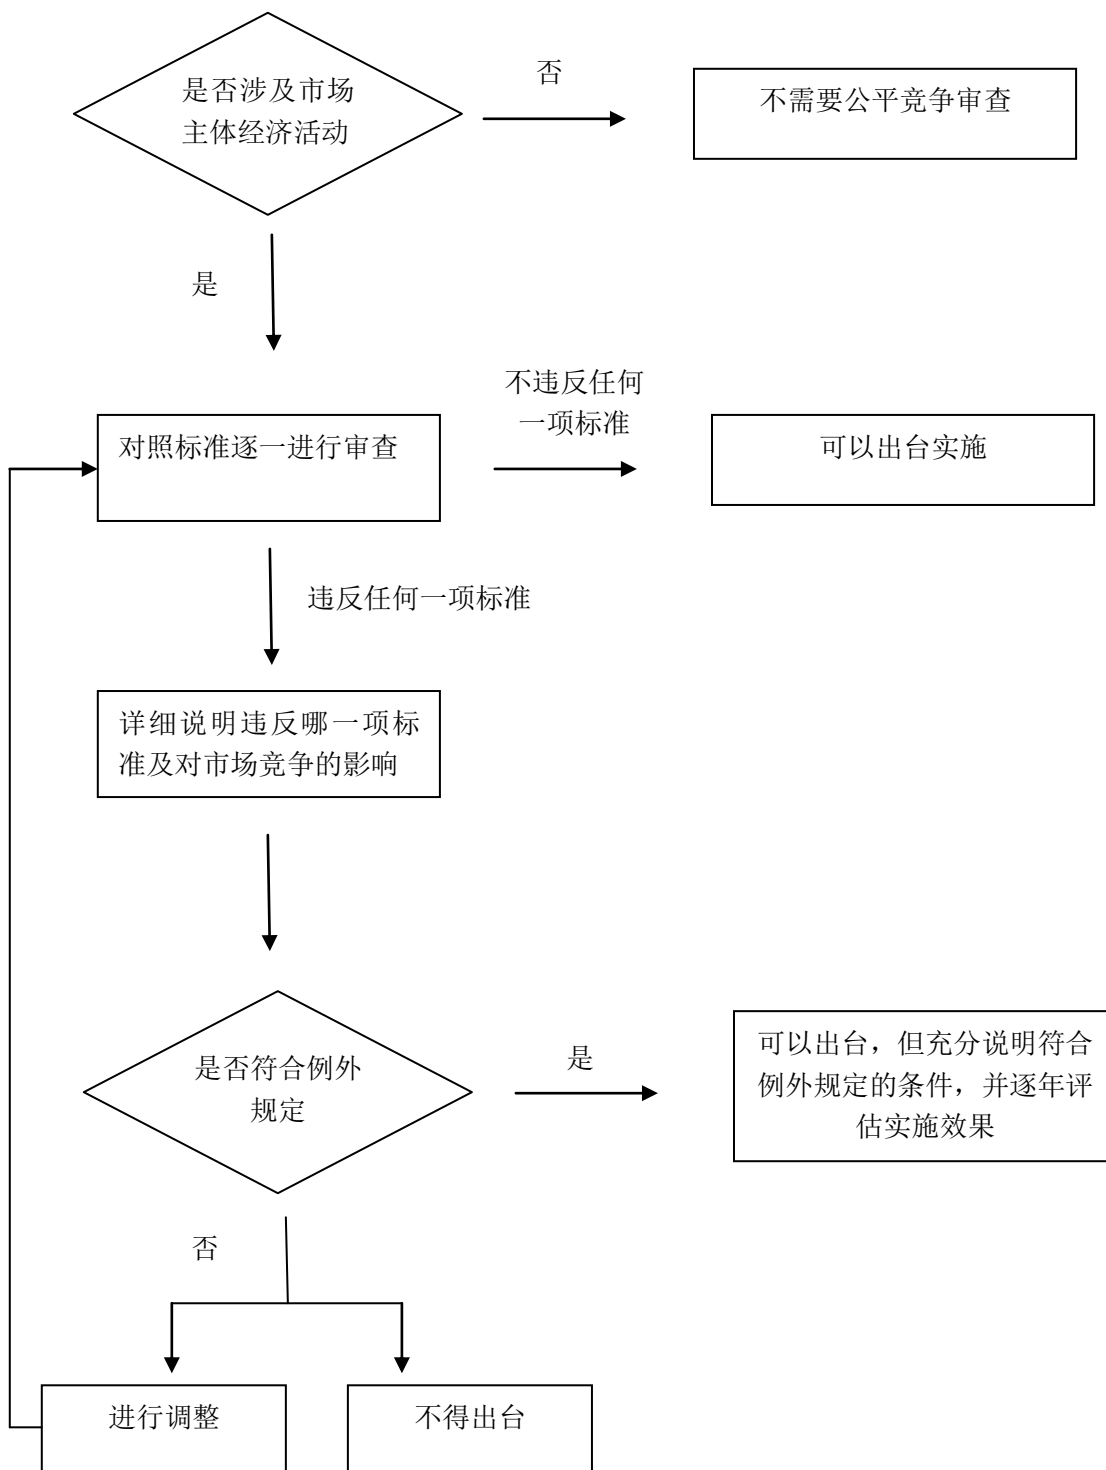 是否涉及市场
主体经济活动
否
不需要公平竞争审查
是
不违反任何
一项标准
对照标准逐一进行审查
可以出台实施
违反任何一项标准
详细说明违反哪一项标
准及对市场竞争的影响
是否符合例外
规定
是
可以出台，但充分说明符合
例外规定的条件，并逐年评
估实施效果
否
进行调整
不得出台